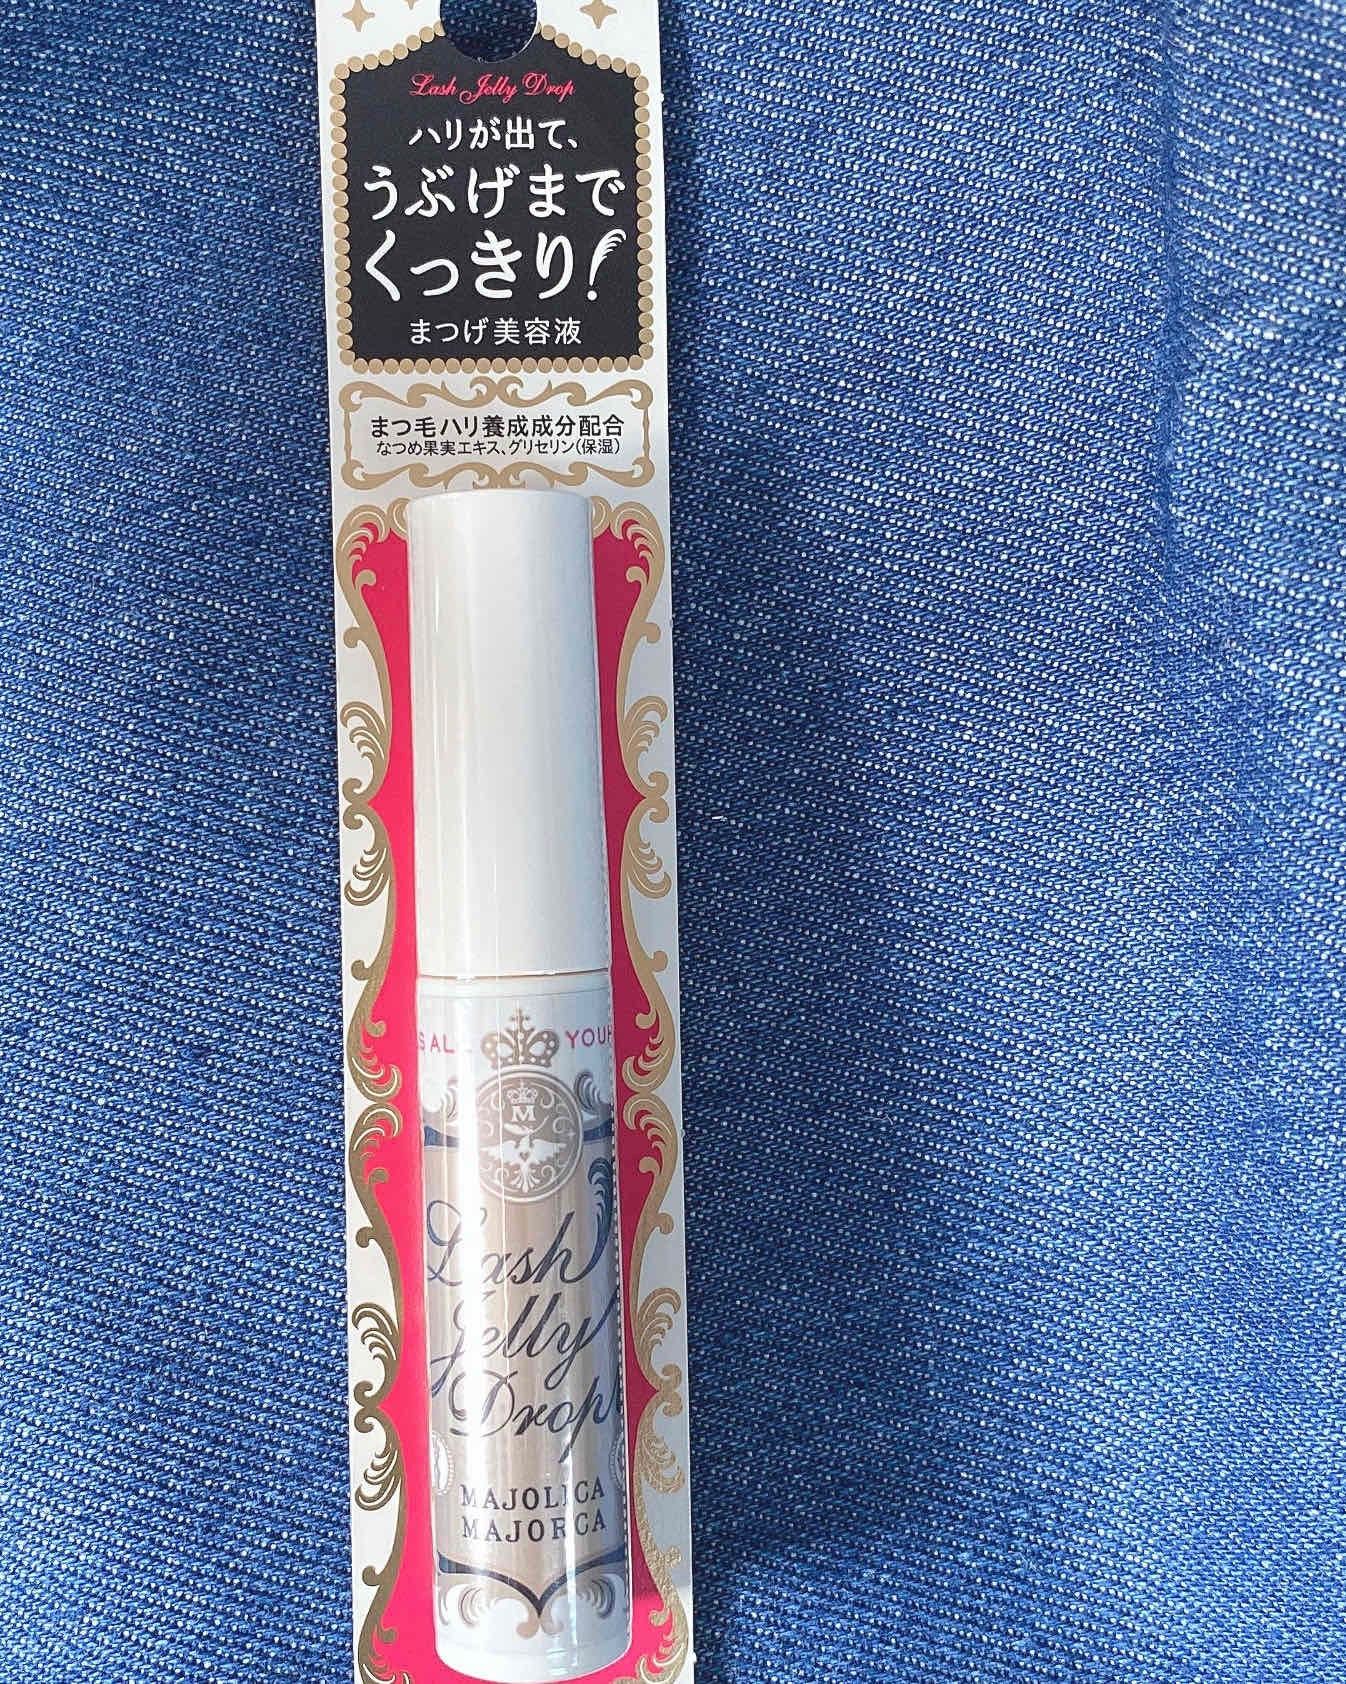 Lash Jelly Drop
ハリが出て、
うぶげまで
くっきり!
まつげ美容液
まつ毛ハリ養成成分配合
なつめ果実エキス、グリセリン(保湿)
YOUR
M
Lash
Jelly
Drop
MAJOLICA
MAJORCA